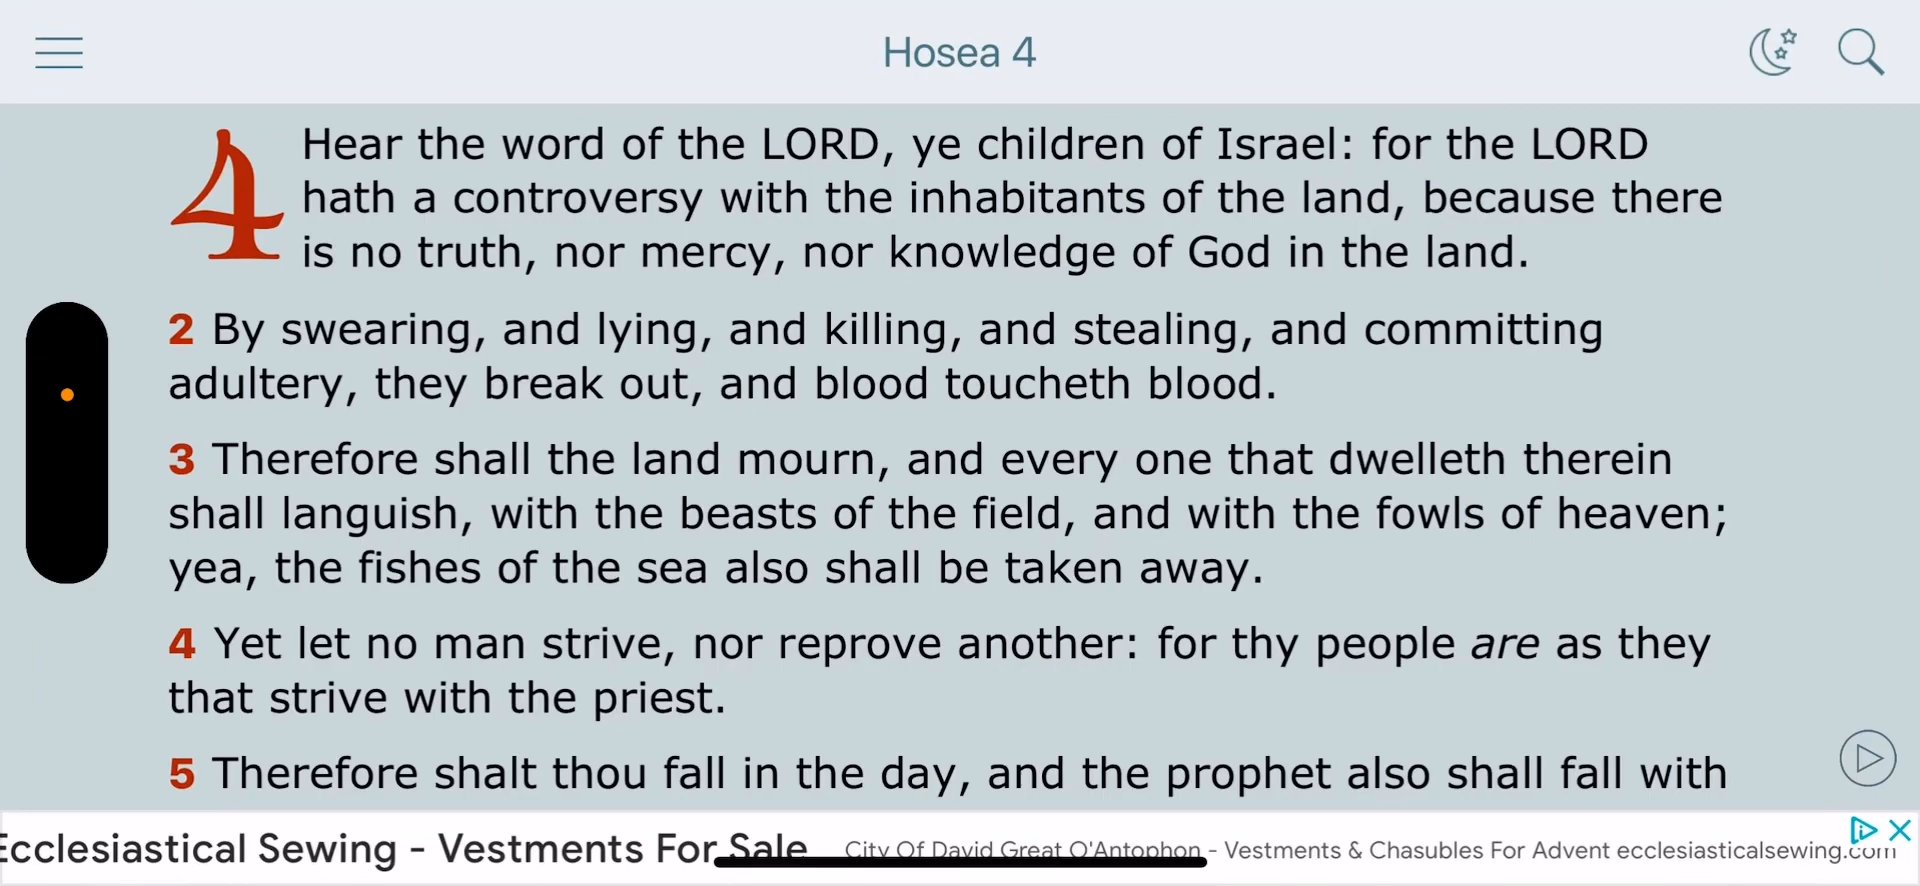 Hosea 4
4 Hear the word of the LORD, ye children of Israel: for the LORD
hath a controversy with the inhabitants of the land, because there
is no truth, nor mercy, nor knowledge of God in the land.
2 By swearing, and lying, and killing, and stealing, and committing
adultery, they break out, and blood toucheth blood.
3 Therefore shall the land mourn, and every one that dwelleth therein
shall languish, with the beasts of the field, and with the fowls of heaven;
yea, the fishes of the sea also shall be taken away.
4 Yet let no man strive, nor reprove another: for thy people are as they
that strive with the priest.
5 Therefore shalt thou fall in the day, and the prophet also shall fall with
Ecclesiastical Sewing - Vestments For Sale City Of David Great O'Antophon - Vestments & Chasubles For Advent ecclesiasticalsewing.com